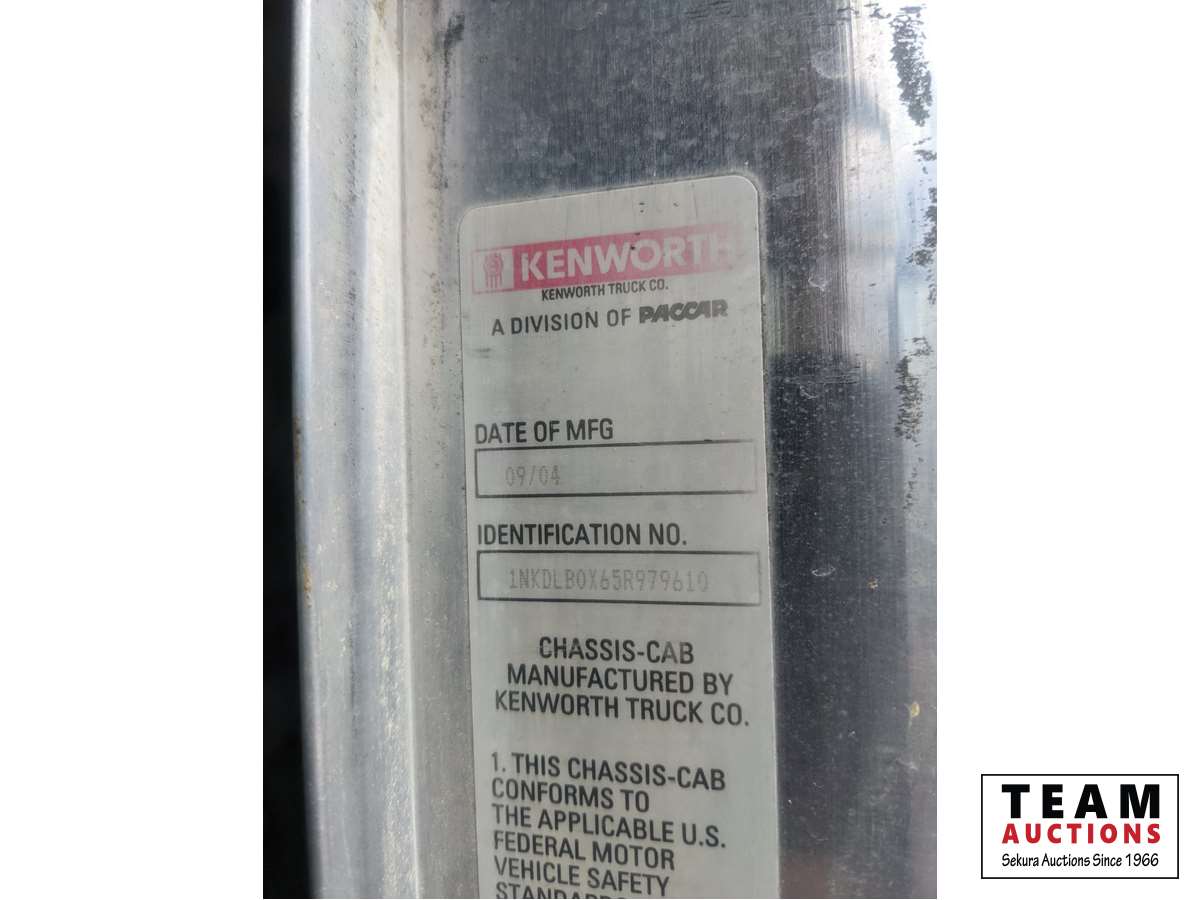 KENWORTH
KENWORTH TRUCK CO.
A DIVISION OF PACCAR
DATE OF MFG
09/04
IDENTIFICATION NO.
1NKDLB0X65R979610
CHASSIS-CAB
MANUFACTURED BY
KENWORTH TRUCK CO.
1. THIS CHASSIS-CAB
CONFORMS TO
THE APPLICABLE U.S.
FEDERAL MOTOR
VEHICLE SAFETY
TEAM
AUCTIONS
Sekura Auctions Since 1966